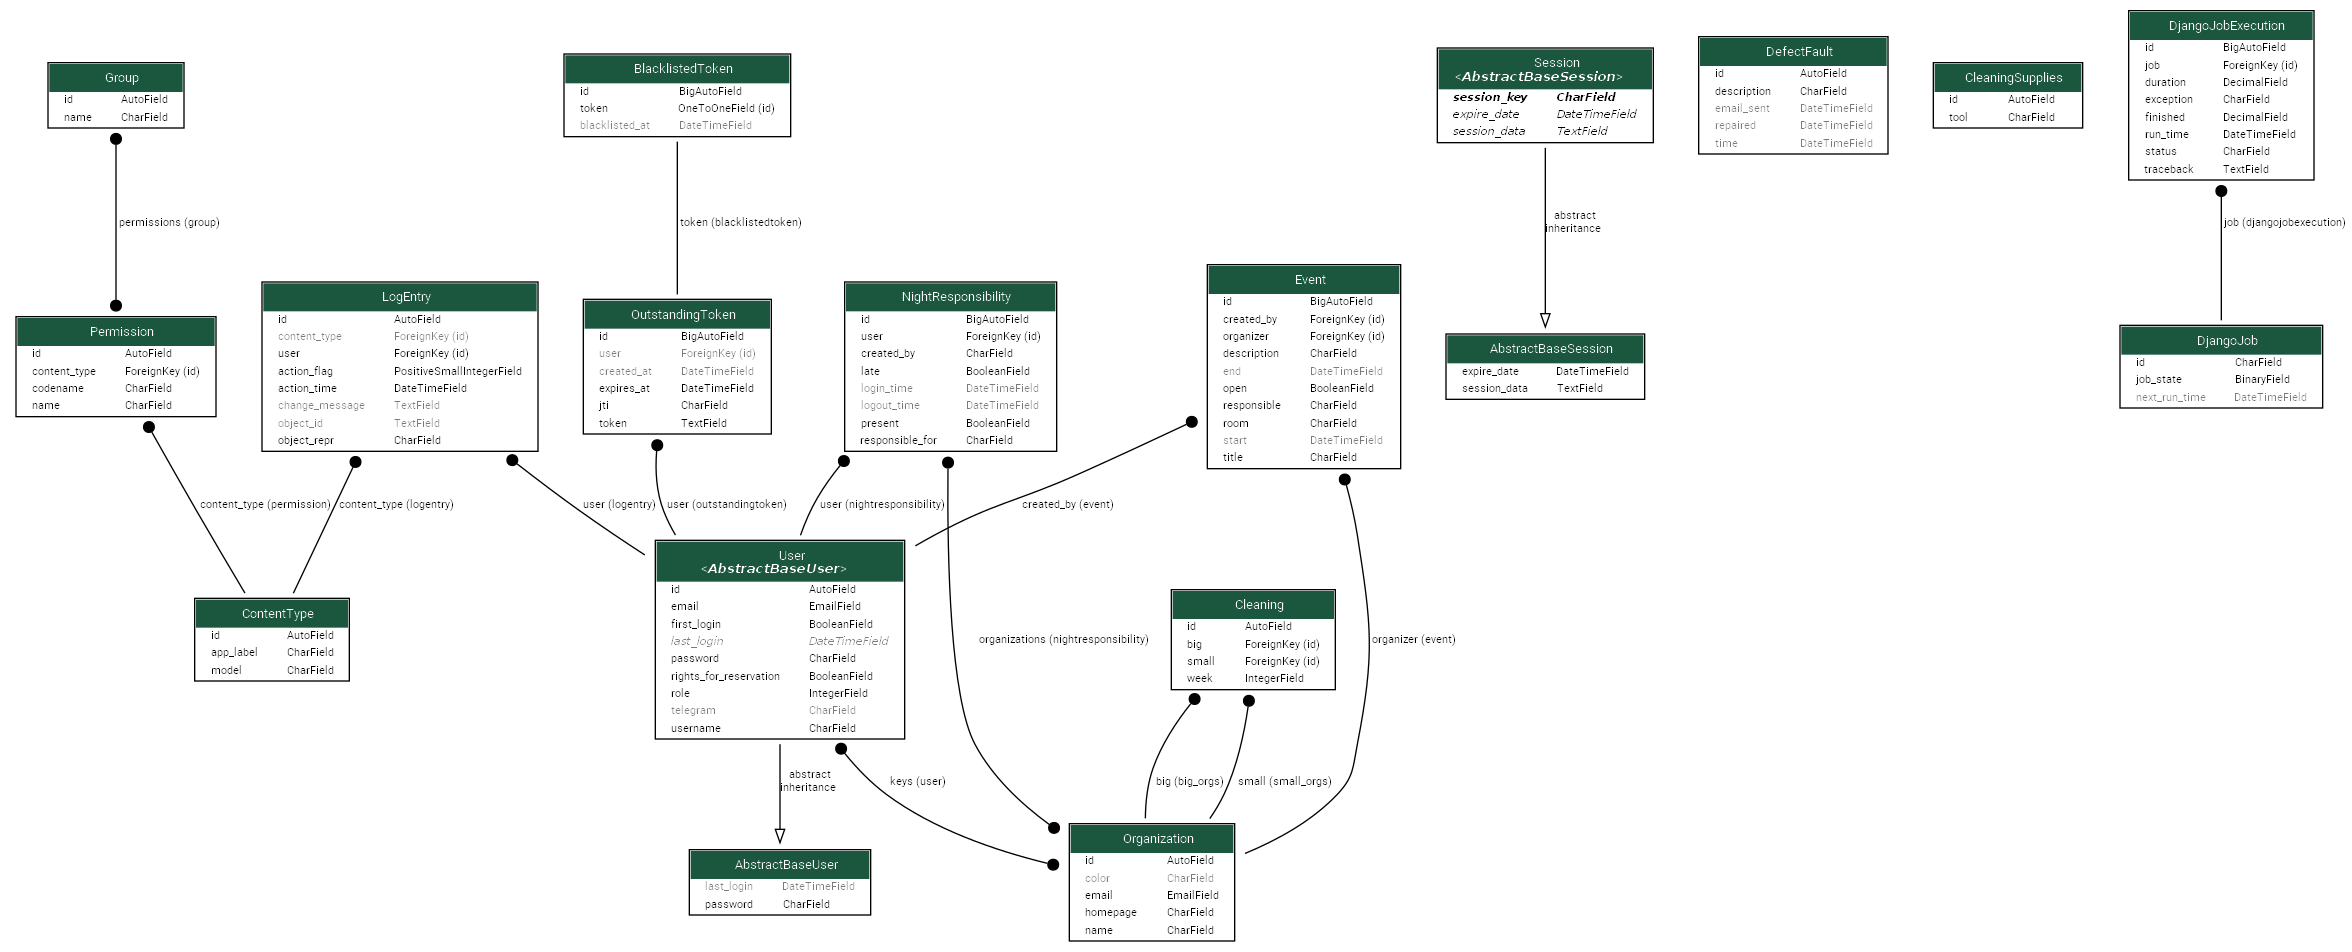 Group
id AutoField
name CharField
BlacklistedToken
id BigAutoField
token OneToOneField (id)
blacklisted_at DateTimeField
Session
<AbstractBaseSession>
session_key CharField
expire_date DateTimeField
session_data TextField
DefectFault
id AutoField
description CharField
email_sent DateTimeField
repaired DateTimeField
time DateTimeField
CleaningSupplies
id AutoField
tool CharField
DjangoJobExecution
id BigAutoField
job ForeignKey (id)
duration DecimalField
exception CharField
finished DecimalField
run_time DateTimeField
status CharField
traceback TextField
permissions (group)
token (blacklistedtoken)
abstract
inheritance
job (djangojobexecution)
Permission
id AutoField
content_type ForeignKey (id)
codename CharField
name CharField
LogEntry
id AutoField
content_type ForeignKey (id)
user ForeignKey (id)
action_flag PositiveSmallIntegerField
action_time DateTimeField
change_message TextField
object_id TextField
object_repr CharField
OutstandingToken
id BigAutoField
user ForeignKey (id)
created_at DateTimeField
expires_at DateTimeField
jti CharField
token TextField
NightResponsibility
id BigAutoField
user ForeignKey (id)
created_by CharField
late BooleanField
login_time DateTimeField
logout_time DateTimeField
present BooleanField
responsible_for CharField
Event
id BigAutoField
created_by ForeignKey (id)
organizer ForeignKey (id)
description CharField
end DateTimeField
open BooleanField
responsible CharField
room CharField
start DateTimeField
title CharField
AbstractBaseSession
expire_date DateTimeField
session_data TextField
DjangoJob
id CharField
job_state BinaryField
next_run_time DateTimeField
content_type (permission)
content_type (logentry)
user (logentry)
user (outstandingtoken)
user (nightresponsibility)
created_by (event)
ContentType
id AutoField
app_label CharField
model CharField
User
<AbstractBaseUser>
id AutoField
email EmailField
first_login BooleanField
last_login DateTimeField
password CharField
rights_for_reservation BooleanField
role IntegerField
telegram CharField
username CharField
organizations (nightresponsibility)
Cleaning
id AutoField
big ForeignKey (id)
small ForeignKey (id)
week IntegerField
organizer (event)
abstract
inheritance
keys (user)
big (big_orgs)
small (small_orgs)
AbstractBaseUser
last_login DateTimeField
password CharField
Organization
id AutoField
color CharField
email EmailField
homepage CharField
name CharField